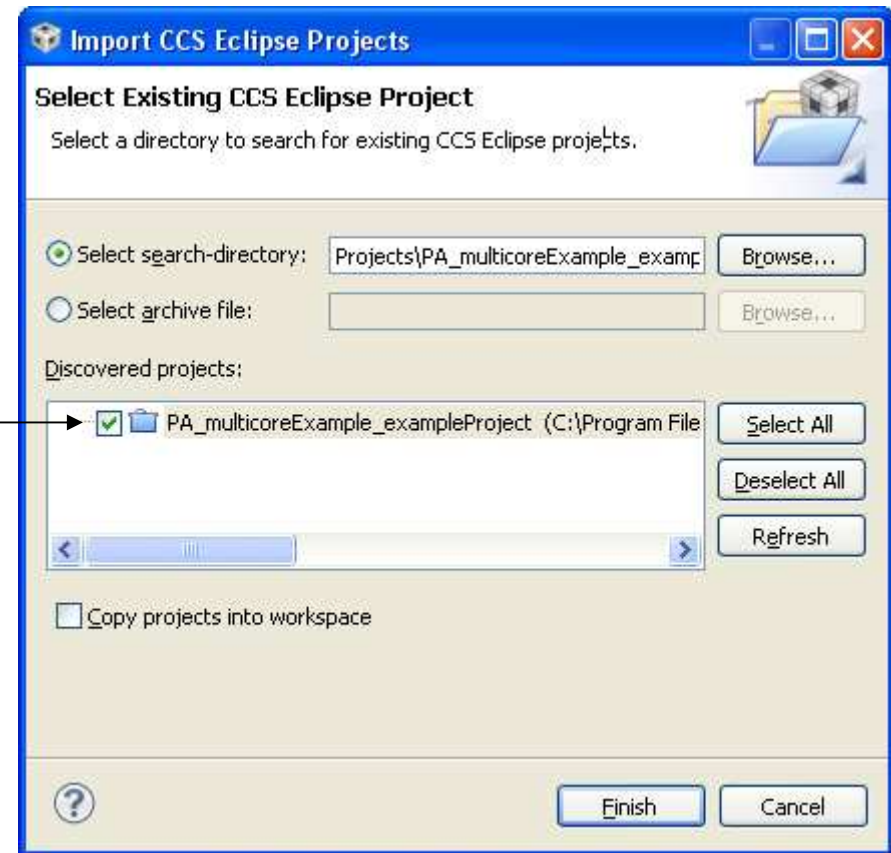 Import CCS Eclipse Projects
Select Existing CCS Eclipse Project
Select a directory to search for existing CCS Eclipse projects.
Select search-directory: Projects\PA_multicoreExample_examp Browse...
Select archive file: Browse...
Discovered projects:
PA_multicoreExample_exampleProject (C:\Program File Select All
Deselect All
Refresh
Copy projects into workspace
? Finish Cancel